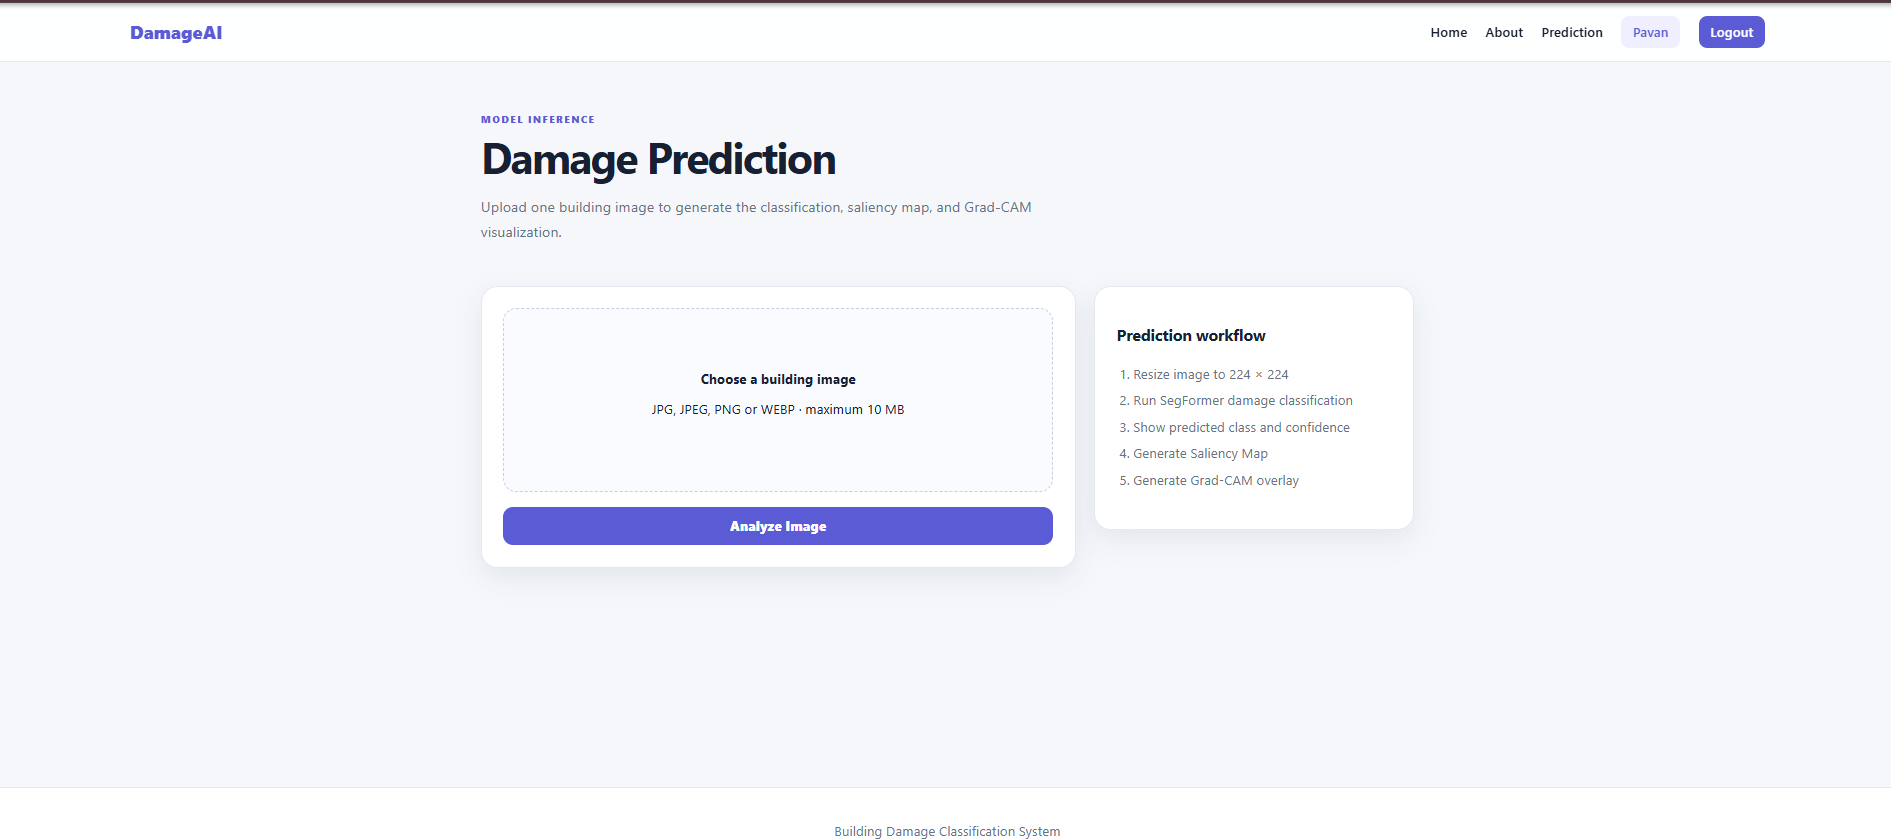 DamageAI
Home
About
Prediction
Pavan
Logout
MODEL INFERENCE
Damage Prediction
Upload one building image to generate the classification, saliency map, and Grad-CAM
visualization.
Choose a building image
JPG, JPEG, PNG or WEBP · maximum 10 MB
Analyze Image
Prediction workflow
1. Resize image to 224 × 224
2. Run SegFormer damage classification
3. Show predicted class and confidence
4. Generate Saliency Map
5. Generate Grad-CAM overlay
Building Damage Classification System